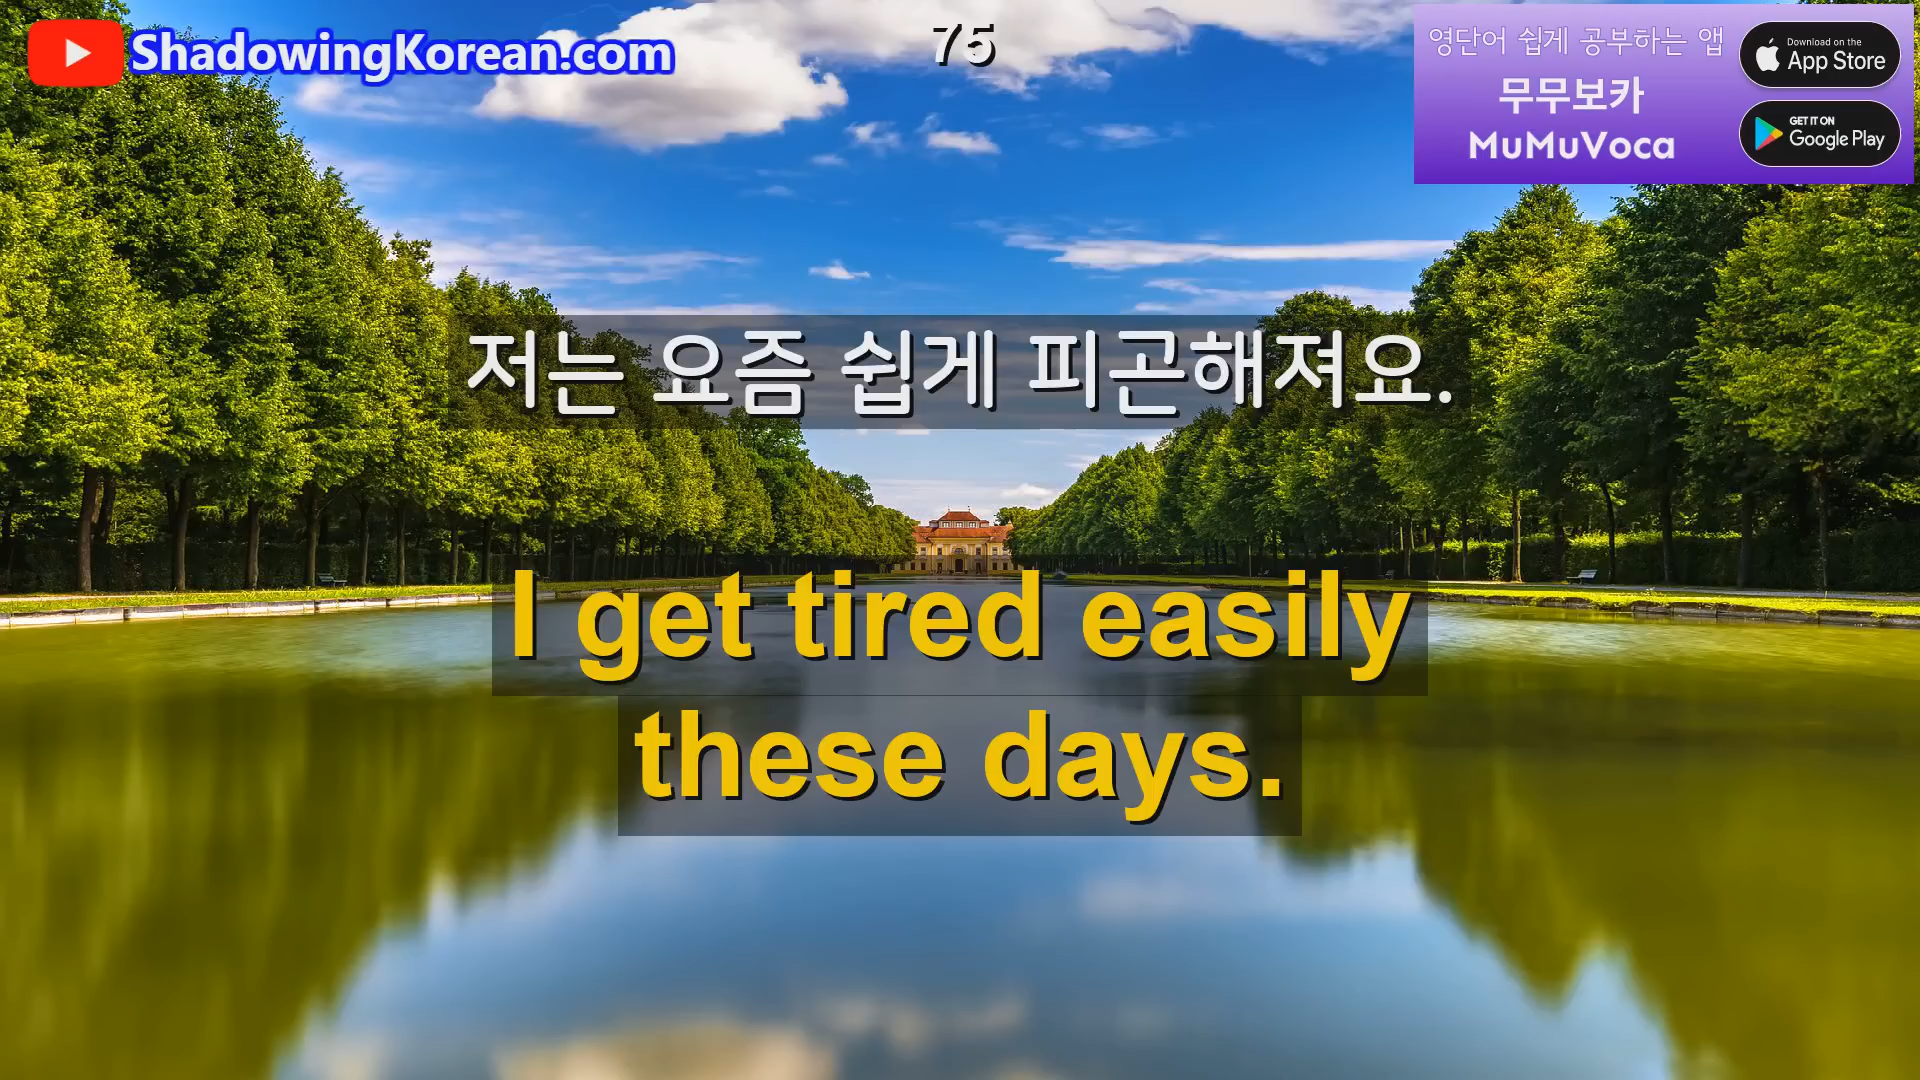 ShadowingKorean.com
75
영단어 쉽게 공부하는 앱
무무보카
MuMuVoca
Download on the
App Store
GET IT ON
Google Play
저는 요즘 쉽게 피곤해져요.
I get tired easily
these days.